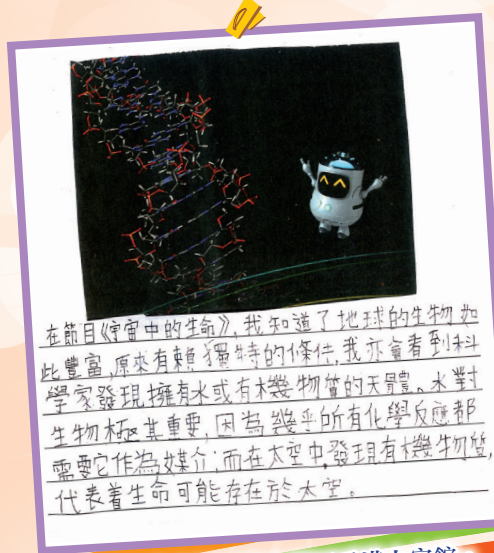 在節目《宇宙中的生命》,我知道了地球的生物如
此豐富,原來有賴獨特的條件,我亦會看到科
學家發現擁有水或有機物質的天體。水對
生物極其重要,因為幾乎所有化學反應都
需要它作為媒介;而在太空中,發現有機物質,
代表着生命可能存在於太空。